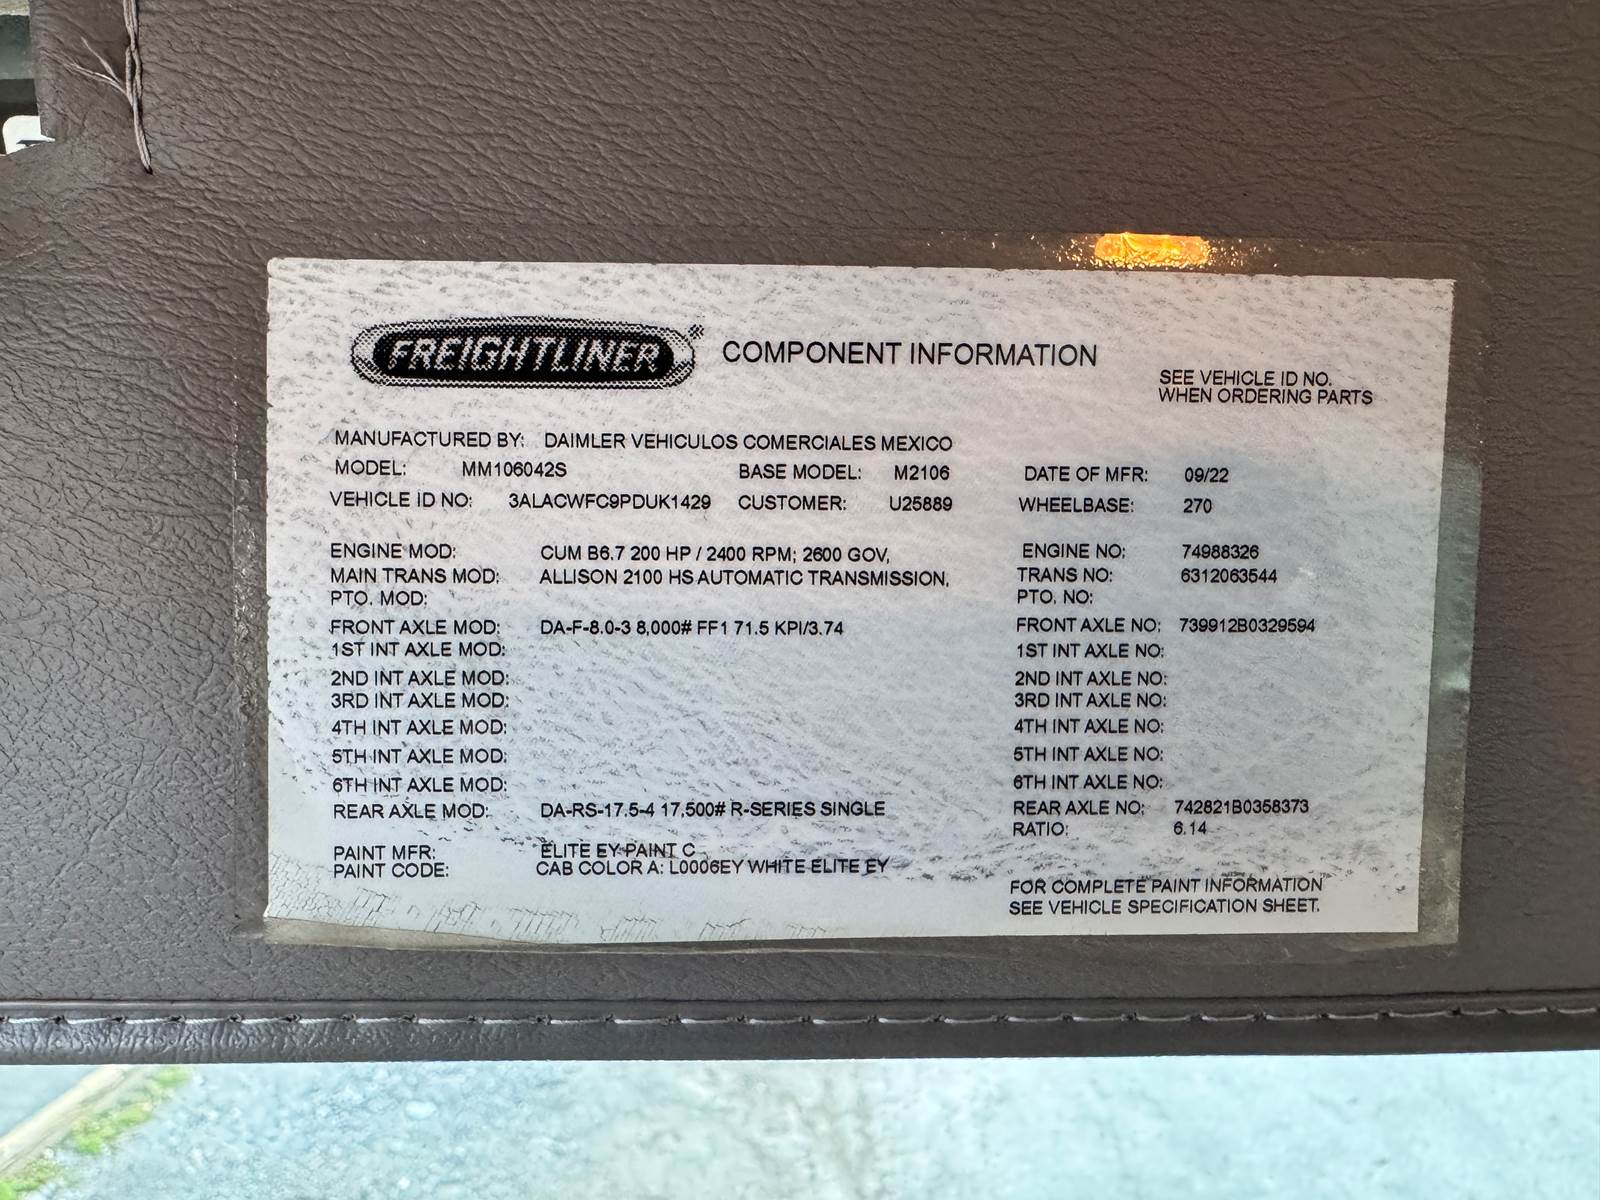 FREIGHTLINER® COMPONENT INFORMATION
SEE VEHICLE ID NO.
WHEN ORDERING PARTS
MANUFACTURED BY: DAIMLER VEHICULOS COMERCIALES MEXICO
MODEL: MM106042S BASE MODEL: M2106 DATE OF MFR: 09/22
VEHICLE ID NO: 3ALACWFC9PDUK1429 CUSTOMER: U25889 WHEELBASE: 270
ENGINE MOD: CUM B6.7 200 HP / 2400 RPM; 2600 GOV, ENGINE NO: 74988326
MAIN TRANS MOD: ALLISON 2100 HS AUTOMATIC TRANSMISSION, TRANS NO: 6312063544
PTO. MOD: PTO. NO:
FRONT AXLE MOD: DA-F-8.0-3 8,000# FF1 71.5 KPI/3.74 FRONT AXLE NO: 739912B0329594
1ST INT AXLE MOD: 1ST INT AXLE NO:
2ND INT AXLE MOD: 2ND INT AXLE NO:
3RD INT AXLE MOD: 3RD INT AXLE NO:
4TH INT AXLE MOD: 4TH INT AXLE NO:
5TH INT AXLE MOD: 5TH INT AXLE NO:
6TH INT AXLE MOD: 6TH INT AXLE NO:
REAR AXLE MOD: DA-RS-17.5-4 17,500# R-SERIES SINGLE REAR AXLE NO: 742821B0358373
RATIO: 6.14
PAINT MFR: ELITE EY-PAINT C
PAINT CODE: CAB COLOR A: L0006EY WHITE ELITE EY
FOR COMPLETE PAINT INFORMATION
SEE VEHICLE SPECIFICATION SHEET.